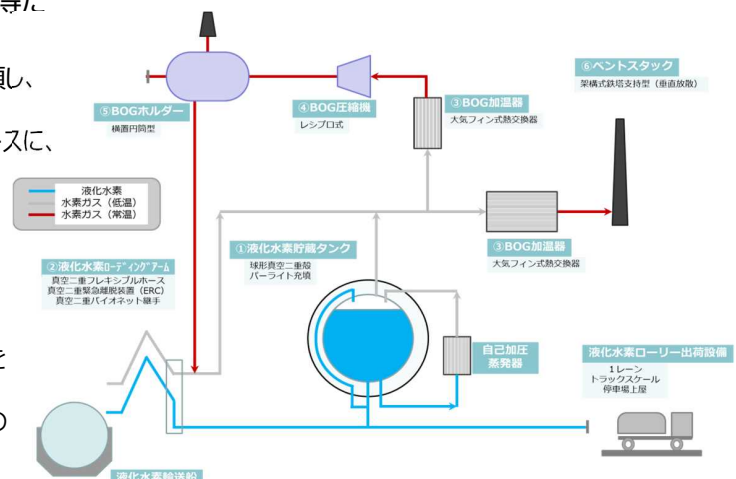 し、
スに、
を
の
⑥ベントスタック
架構式鉄塔支持型(垂直放散)
③BOG加温器
大気フィン式熱交換器
④BOG圧縮機
レシプロ式
⑤BOGホルダー
横置円筒型
液化水素
水素ガス(低温)
水素ガス(常温)
①液化水素貯蔵タンク
球形真空二重殻
パーライト充填
③BOG加温器
大気フィン式熱交換器
②液化水素ローディングアーム
真空二重フレキシブルホース
真空二重緊急離脱装置(ERC)
真空二重バイオネット継手
自己加圧
蒸発器
液化水素ローリー出荷設備
1レーン
トラックスケール
停車場上屋
液化水素輸送船